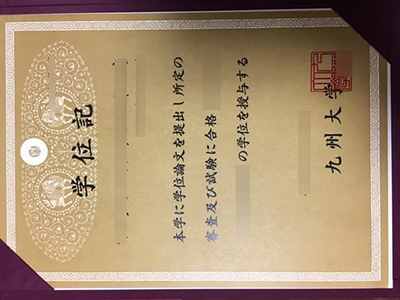 学位記
本学に学位論文を提出し所定の
審査及び試験に合格
の学位を授与する
九州大学